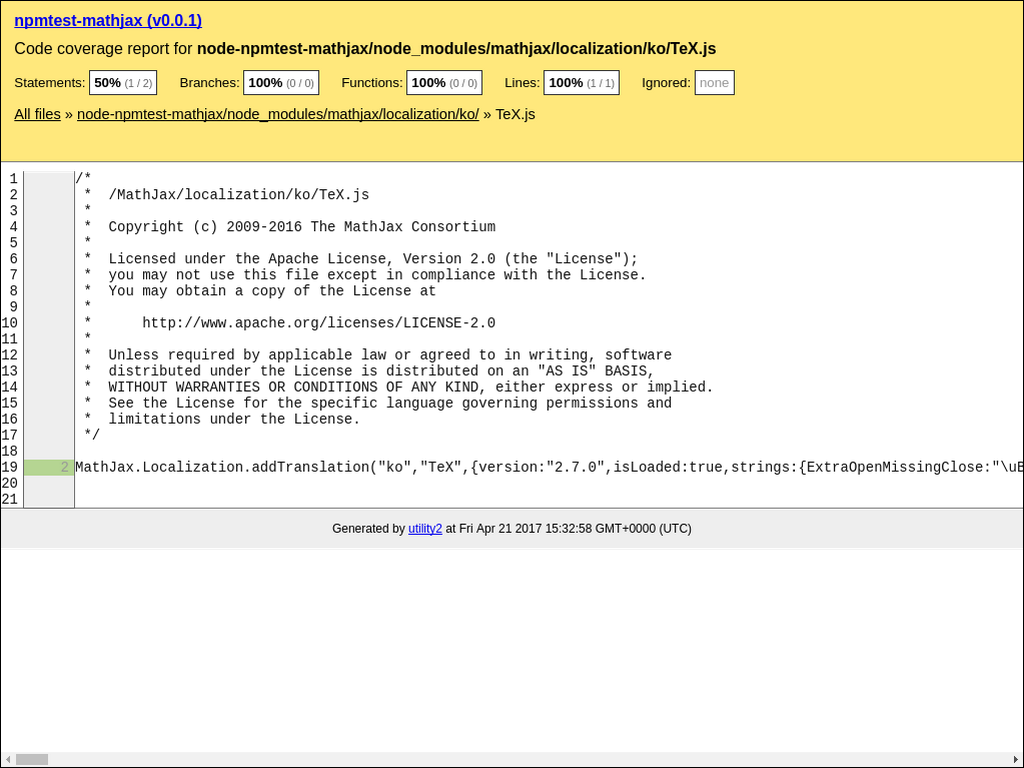 npmtest-mathjax (v0.0.1)
Code coverage report for node-npmtest-mathjax/node_modules/mathjax/localization/ko/TeX.js
Statements: 50% (1 / 2) Branches: 100% (0 / 0) Functions: 100% (0 / 0) Lines: 100% (1 / 1) Ignored: none
All files » node-npmtest-mathjax/node_modules/mathjax/localization/ko/ » TeX.js
1 /*
2  *  /MathJax/localization/ko/TeX.js
3  *
4  *  Copyright (c) 2009-2016 The MathJax Consortium
5  *
6  *  Licensed under the Apache License, Version 2.0 (the "License");
7  *  you may not use this file except in compliance with the License.
8  *  You may obtain a copy of the License at
9  *
10  *      http://www.apache.org/licenses/LICENSE-2.0
11  *
12  *  Unless required by applicable law or agreed to in writing, software
13  *  distributed under the License is distributed on an "AS IS" BASIS,
14  *  WITHOUT WARRANTIES OR CONDITIONS OF ANY KIND, either express or implied.
15  *  See the License for the specific language governing permissions and
16  *  limitations under the License.
17  */
18
19 2 MathJax.Localization.addTranslation("ko","TeX",{version:"2.7.0",isLoaded:true,strings:{ExtraOpenMissingClose:"\u
20
21
Generated by utility2 at Fri Apr 21 2017 15:32:58 GMT+0000 (UTC)